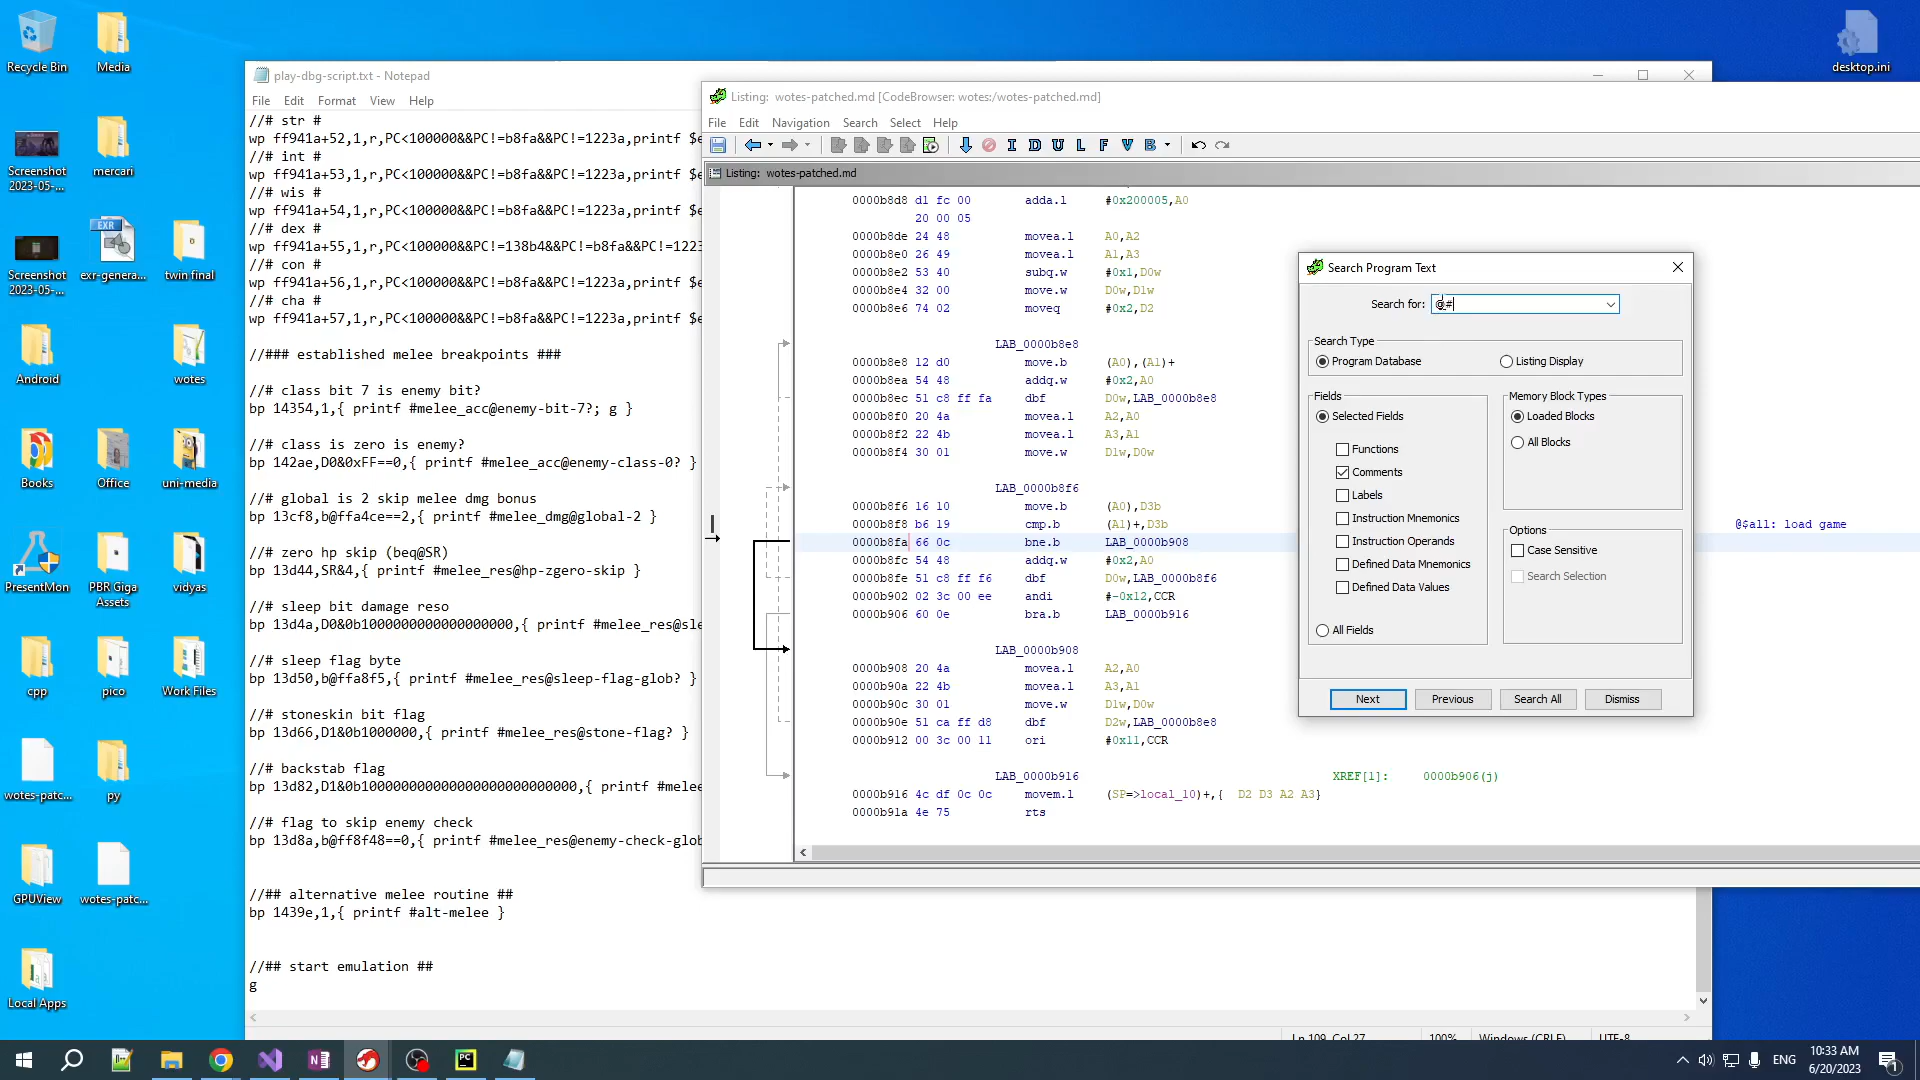 Recycle Bin
Media
desktop.ini
Screenshot
2023-05-...
mercari
Screenshot
2023-05-...
EXR
exr-genera...
twin final
Android
wotes
Books
Office
uni-media
PresentMon
PBR Giga
Assets
vidyas
cpp
pico
Work Files
wotes-patc...
py
GPUView
wotes-patc...
Local Apps
play-dbg-script.txt - Notepad
File Edit Format View Help
//# str #
wp ff941a+52,1,r,PC<100000&&PC!=b8fa&&PC!=1223a,printf $e
//# int #
wp ff941a+53,1,r,PC<100000&&PC!=b8fa&&PC!=1223a,printf $e
//# wis #
wp ff941a+54,1,r,PC<100000&&PC!=b8fa&&PC!=1223a,printf $e
//# dex #
wp ff941a+55,1,r,PC<100000&&PC!=138b4&&PC!=b8fa&&PC!=1223
//# con #
wp ff941a+56,1,r,PC<100000&&PC!=b8fa&&PC!=1223a,printf $e
//# cha #
wp ff941a+57,1,r,PC<100000&&PC!=b8fa&&PC!=1223a,printf $e
//### established melee breakpoints ###
//# class bit 7 is enemy bit?
bp 14354,1,{ printf #melee_acc@enemy-bit-7?; g }
//# class is zero is enemy?
bp 142ae,D0&0xFF==0,{ printf #melee_acc@enemy-class-0? }
//# global is 2 skip melee dmg bonus
bp 13cf8,b@ffa4ce==2,{ printf #melee_dmg@global-2 }
//# zero hp skip (beq@SR)
bp 13d44,SR&4,{ printf #melee_res@hp-zgero-skip }
//# sleep bit damage reso
bp 13d4a,D0&0b1000000000000000000,{ printf #melee_res@sle
//# sleep flag byte
bp 13d50,b@ffa8f5,{ printf #melee_res@sleep-flag-glob? }
//# stoneskin bit flag
bp 13d66,D1&0b1000000,{ printf #melee_res@stone-flag? }
//# backstab flag
bp 13d82,D1&0b10000000000000000000000000,{ printf #melee
//# flag to skip enemy check
bp 13d8a,b@ff8f48==0,{ printf #melee_res@enemy-check-glob
//## alternative melee routine ##
bp 1439e,1,{ printf #alt-melee }
//## start emulation ##
g
Ln 109, Col 27 100% Windows (CRLF) UTF-8
Listing: wotes-patched.md [CodeBrowser: wotes:/wotes-patched.md]
File Edit Navigation Search Select Help
I D U L F V B
Listing: wotes-patched.md
0000b8d8 d1 fc 00 adda.l #0x200005,A0
20 00 05
0000b8de 24 48 movea.l A0,A2
0000b8e0 26 49 movea.l A1,A3
0000b8e2 53 40 subq.w #0x1,D0w
0000b8e4 32 00 move.w D0w,D1w
0000b8e6 74 02 moveq #0x2,D2
LAB_0000b8e8
0000b8e8 12 d0 move.b (A0),(A1)+
0000b8ea 54 48 addq.w #0x2,A0
0000b8ec 51 c8 ff fa dbf D0w,LAB_0000b8e8
0000b8f0 20 4a movea.l A2,A0
0000b8f2 22 4b movea.l A3,A1
0000b8f4 30 01 move.w D1w,D0w
LAB_0000b8f6
0000b8f6 16 10 move.b (A0),D3b
0000b8f8 b6 19 cmp.b (A1)+,D3b @$all: load game
0000b8fa 66 0c bne.b LAB_0000b908
0000b8fc 54 48 addq.w #0x2,A0
0000b8fe 51 c8 ff f6 dbf D0w,LAB_0000b8f6
0000b902 02 3c 00 ee andi #-0x12,CCR
0000b906 60 0e bra.b LAB_0000b916
LAB_0000b908
0000b908 20 4a movea.l A2,A0
0000b90a 22 4b movea.l A3,A1
0000b90c 30 01 move.w D1w,D0w
0000b90e 51 ca ff d8 dbf D2w,LAB_0000b8e8
0000b912 00 3c 00 11 ori #0x11,CCR
LAB_0000b916 XREF[1]: 0000b906(j)
0000b916 4c df 0c 0c movem.l (SP=>local_10)+,{ D2 D3 A2 A3}
0000b91a 4e 75 rts
Search Program Text
Search for: @#
Search Type
Program Database Listing Display
Fields
Selected Fields
Functions
Comments
Labels
Instruction Mnemonics
Instruction Operands
Defined Data Mnemonics
Defined Data Values
All Fields
Memory Block Types
Loaded Blocks
All Blocks
Options
Case Sensitive
Search Selection
Next Previous Search All Dismiss
ENG
10:33 AM
6/20/2023
1